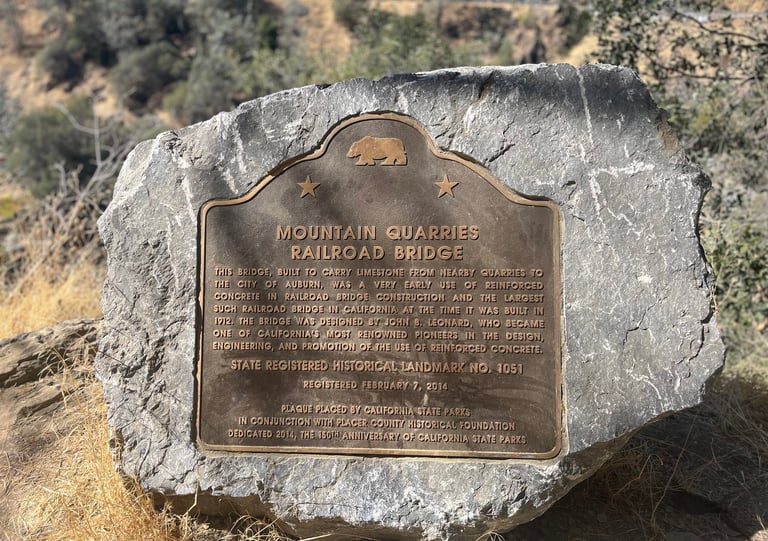 MOUNTAIN QUARRIES
RAILROAD BRIDGE
THIS BRIDGE, BUILT TO CARRY LIMESTONE FROM NEARBY QUARRIES TO
THE CITY OF AUBURN, WAS A VERY EARLY USE OF REINFORCED
CONCRETE IN RAILROAD BRIDGE CONSTRUCTION AND THE LARGEST
SUCH RAILROAD BRIDGE IN CALIFORNIA AT THE TIME IT WAS BUILT IN
1912. THE BRIDGE WAS DESIGNED BY JOHN B. LEONARD, WHO BECAME
ONE OF CALIFORNIA'S MOST RENOWNED PIONEERS IN THE DESIGN,
ENGINEERING, AND PROMOTION OF THE USE OF REINFORCED CONCRETE.
STATE REGISTERED HISTORICAL LANDMARK NO. 1051
REGISTERED FEBRUARY 7, 2014
PLAQUE PLACED BY CALIFORNIA STATE PARKS
IN CONJUNCTION WITH PLACER COUNTY HISTORICAL FOUNDATION
DEDICATED 2014, THE 150TH ANNIVERSARY OF CALIFORNIA STATE PARKS